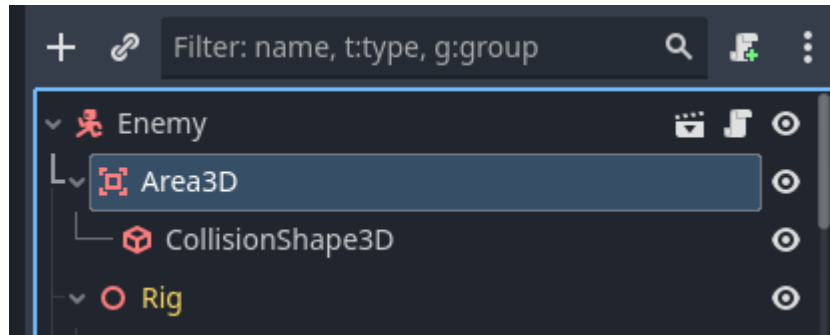 Filter: name, t:type, g:group
Enemy
Area3D
CollisionShape3D
Rig